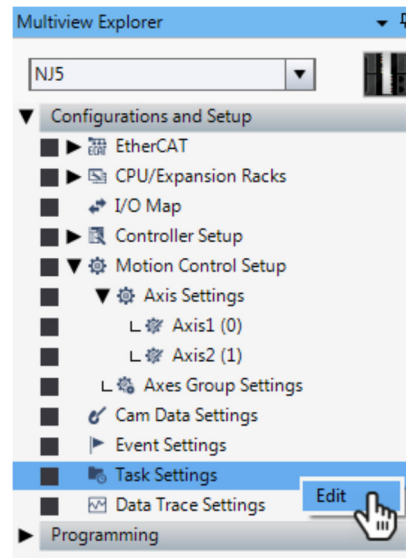 Multiview Explorer
NJ5
Configurations and Setup
EtherCAT
CPU/Expansion Racks
I/O Map
Controller Setup
Motion Control Setup
Axis Settings
Axis1 (0)
Axis2 (1)
Axes Group Settings
Cam Data Settings
Event Settings
Task Settings
Edit
Data Trace Settings
Programming